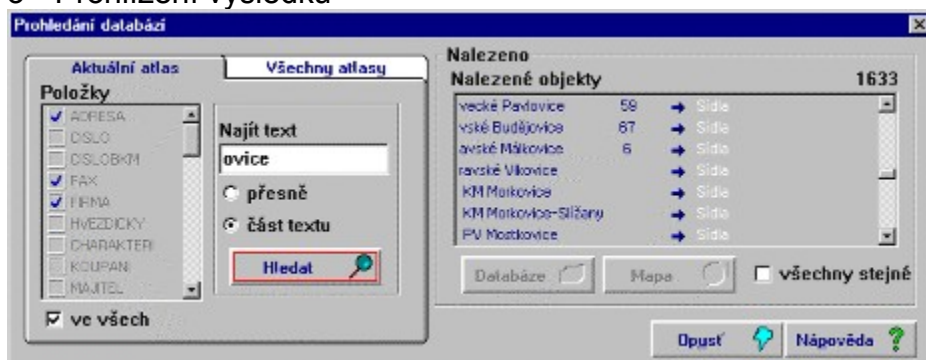 Prohledání databází
Aktuální atlas
Všechny atlasy
Položky
ADRESA
CISLO
CISLOBKM
FAX
FIRMA
HVEZDICKY
CHARAKTERI
KOUPANI
MAJITEL
ve všech
Najít text
ovice
přesně
část textu
Hledat
Nalezeno
Nalezené objekty 1633
vecké Pavlovice 59 Sídla
vské Budějovice 67 Sídla
avské Málkovice 6 Sídla
ravské Vlkovice Sídla
KM Morkovice Sídla
KM Morkovice-Slížany Sídla
PV Mostkovice Sídla
Databáze
Mapa
všechny stejné
Opusť
Nápověda